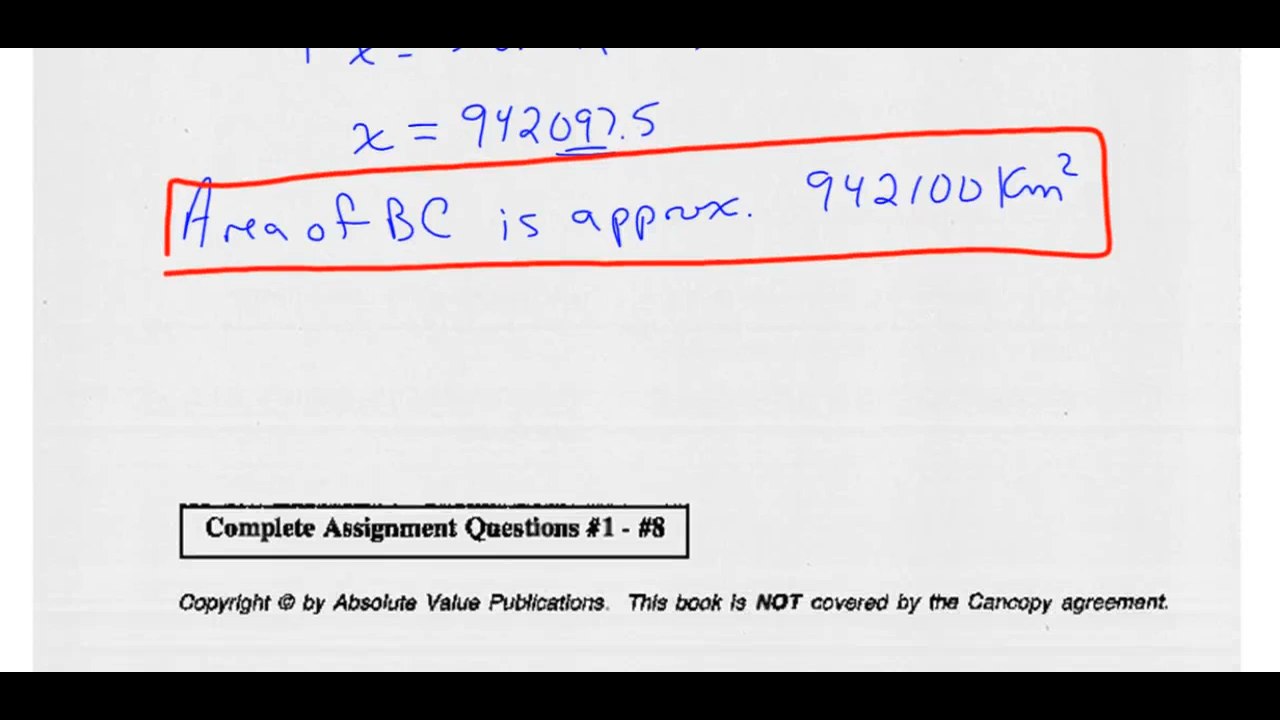 x = 942097.5
Area of BC is approx. 942100 Km²
Complete Assignment Questions #1 - #8
Copyright © by Absolute Value Publications. This book is NOT covered by the Cancopy agreement.